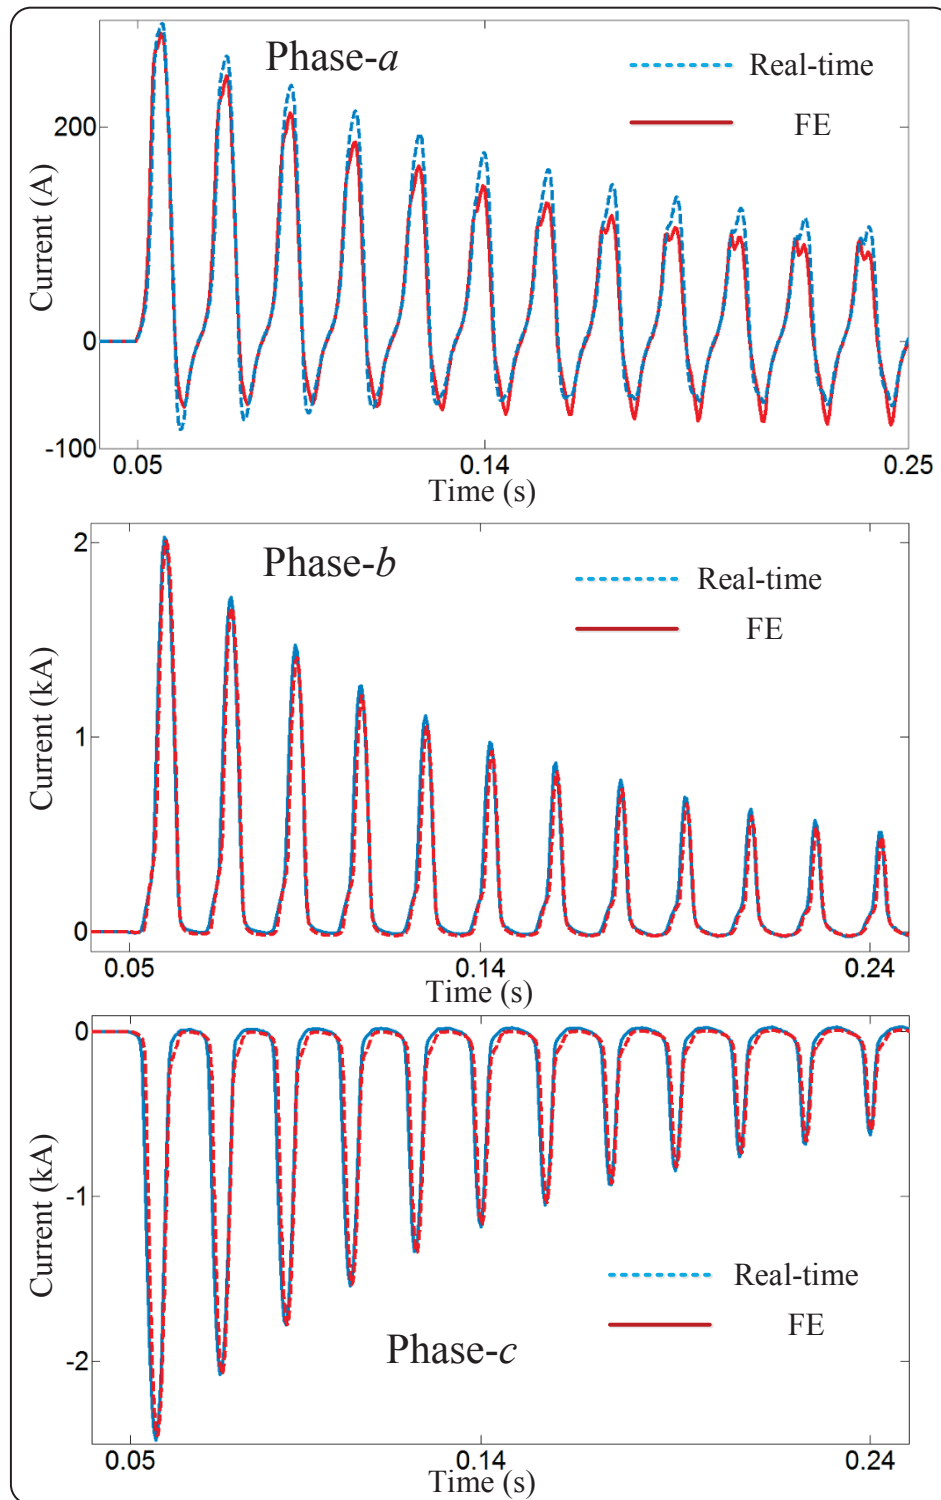 Phase-a
Real-time
FE
200
0
-100
Current (A)
0.05
0.14
0.25
Time (s)
Phase-b
Real-time
FE
2
1
0
Current (kA)
0.05
0.14
0.24
Time (s)
0
-1
-2
Current (kA)
Real-time
FE
Phase-c
0.05
0.14
0.24
Time (s)